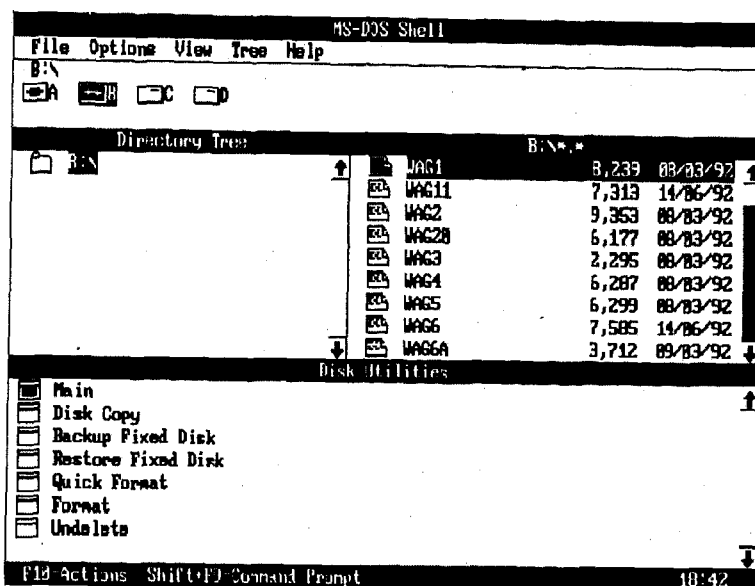 MS-DOS Shell
File Options View Tree Help
B:\
A B C D
Directory Tree
B:\*.*
B:\
WAG1 8,239 08/03/92
WAG11 7,313 14/06/92
WAG2 9,353 08/03/92
WAG20 6,177 08/03/92
WAG3 2,295 08/03/92
WAG4 6,287 08/03/92
WAG5 6,299 08/03/92
WAG6 7,585 14/06/92
WAG6A 3,712 09/03/92
Disk Utilities
Main
Disk Copy
Backup Fixed Disk
Restore Fixed Disk
Quick Format
Format
Undelete
F10=Actions Shift+F9=Command Prompt 18:42